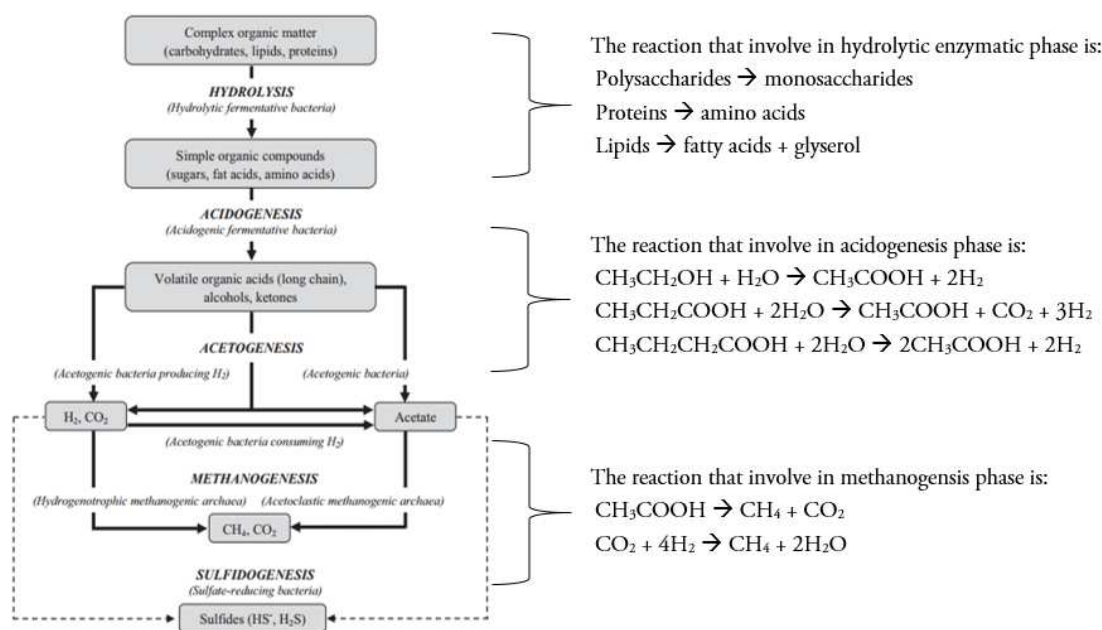 Complex organic matter
(carbohydrates, lipids, proteins)
HYDROLYSIS
(Hydrolytic fermentative bacteria)
Simple organic compounds
(sugars, fat acids, amino acids)
ACIDOGENESIS
(Acidogenic fermentative bacteria)
Volatile organic acids (long chain),
alcohols, ketones
ACETOGENESIS
(Acetogenic bacteria producing H₂)
(Acetogenic bacteria)
H₂, CO₂
Acetate
(Acetogenic bacteria consuming H₂)
METHANOGENESIS
(Hydrogenotrophic methanogenic archaea)
(Acetoclastic methanogenic archaea)
CH₄, CO₂
SULFIDOGENESIS
(Sulfate-reducing bacteria)
Sulfides (HS⁻, H₂S)
The reaction that involve in hydrolytic enzymatic phase is:
Polysaccharides → monosaccharides
Proteins → amino acids
Lipids → fatty acids + glyserol
The reaction that involve in acidogenesis phase is:
CH₃CH₂OH + H₂O → CH₃COOH + 2H₂
CH₃CH₂COOH + 2H₂O → CH₃COOH + CO₂ + 3H₂
CH₃CH₂CH₂COOH + 2H₂O → 2CH₃COOH + 2H₂
The reaction that involve in methanogensis phase is:
CH₃COOH → CH₄ + CO₂
CO₂ + 4H₂ → CH₄ + 2H₂O